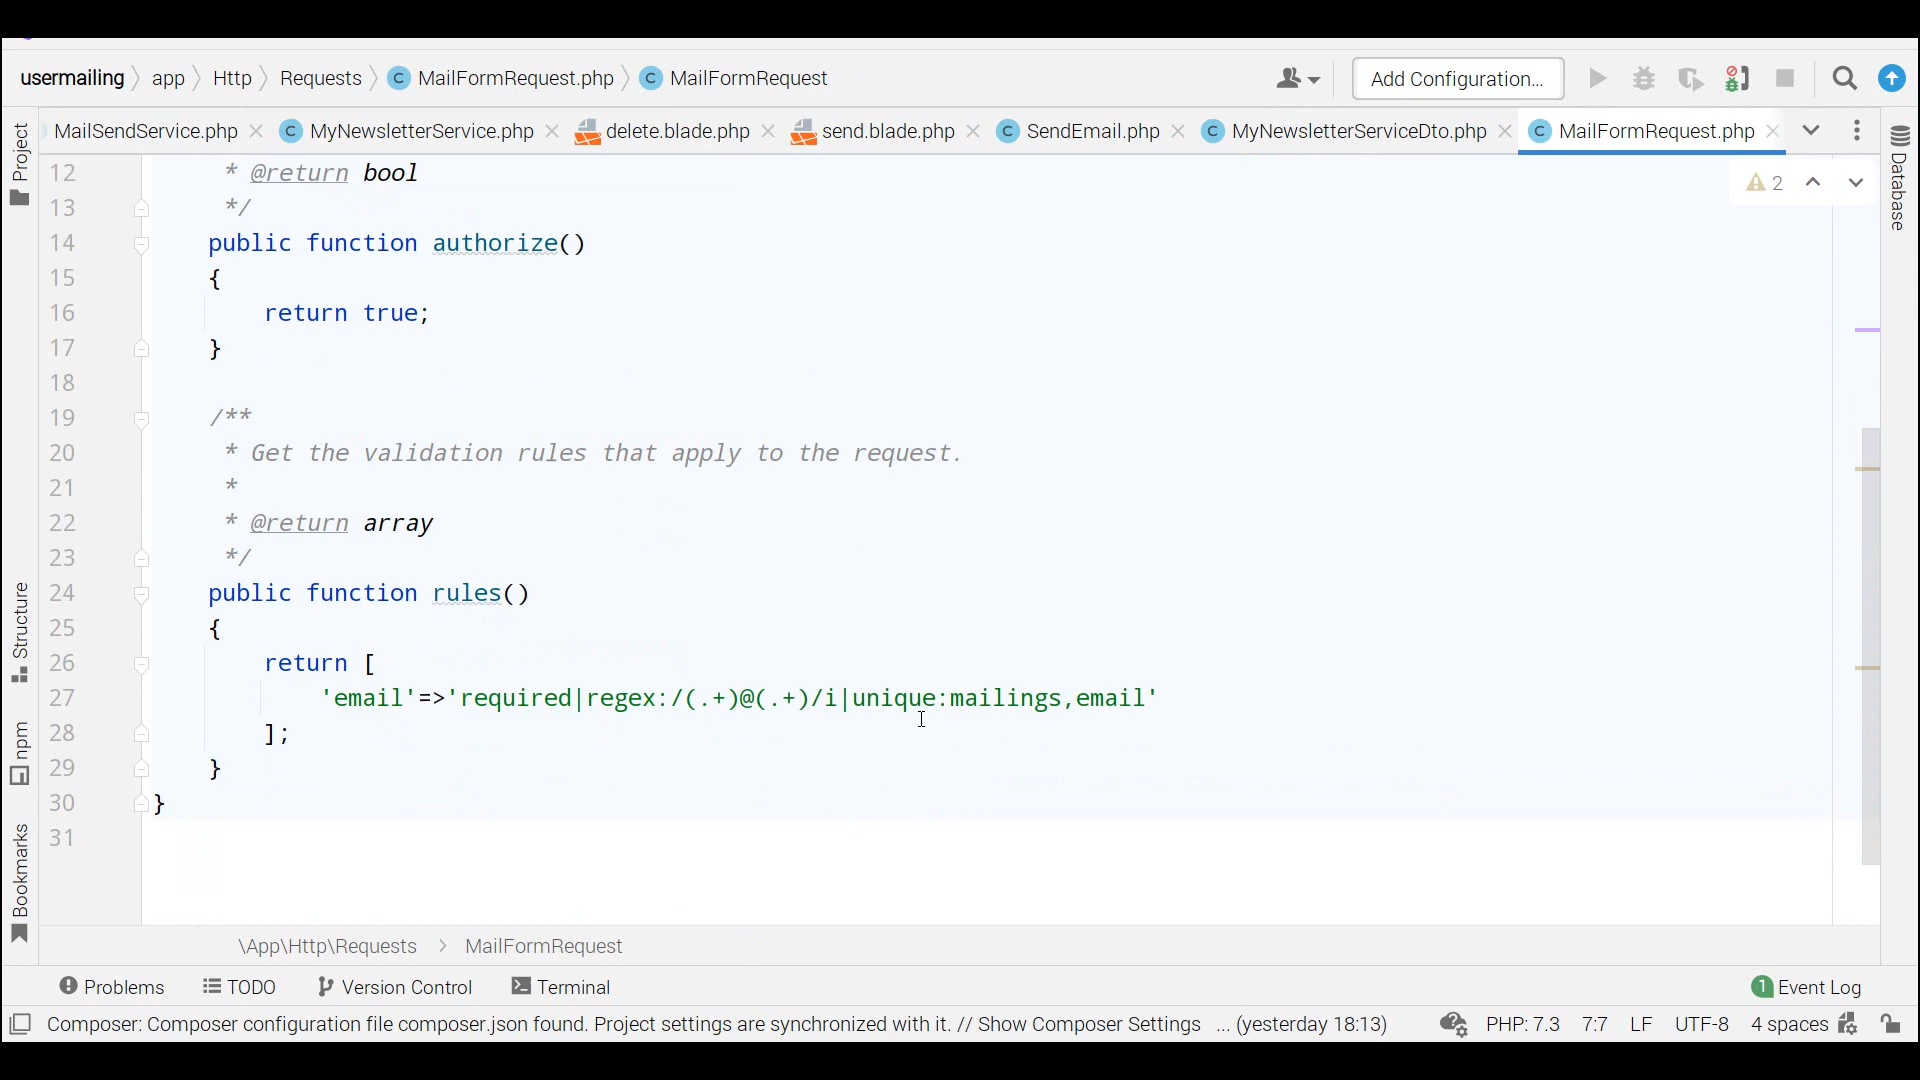 usermailing app Http Requests C MailFormRequest.php C MailFormRequest Add Configuration...
MailSendService.php C MyNewsletterService.php delete.blade.php send.blade.php C SendEmail.php C MyNewsletterServiceDto.php C MailFormRequest.php
Project
Structure
npm
Bookmarks
Database
2
12 * @return bool
13 */
14 public function authorize()
15 {
16 return true;
17 }
18
19 /**
20 * Get the validation rules that apply to the request.
21 *
22 * @return array
23 */
24 public function rules()
25 {
26 return [
27 'email'=>'required|regex:/(.+)@(.+)/i|unique:mailings,email'
28 ];
29 }
30 }
31
\App\Http\Requests MailFormRequest
Problems TODO Version Control Terminal 1 Event Log
Composer: Composer configuration file composer.json found. Project settings are synchronized with it. // Show Composer Settings ... (yesterday 18:13) PHP: 7.3 7:7 LF UTF-8 4 spaces